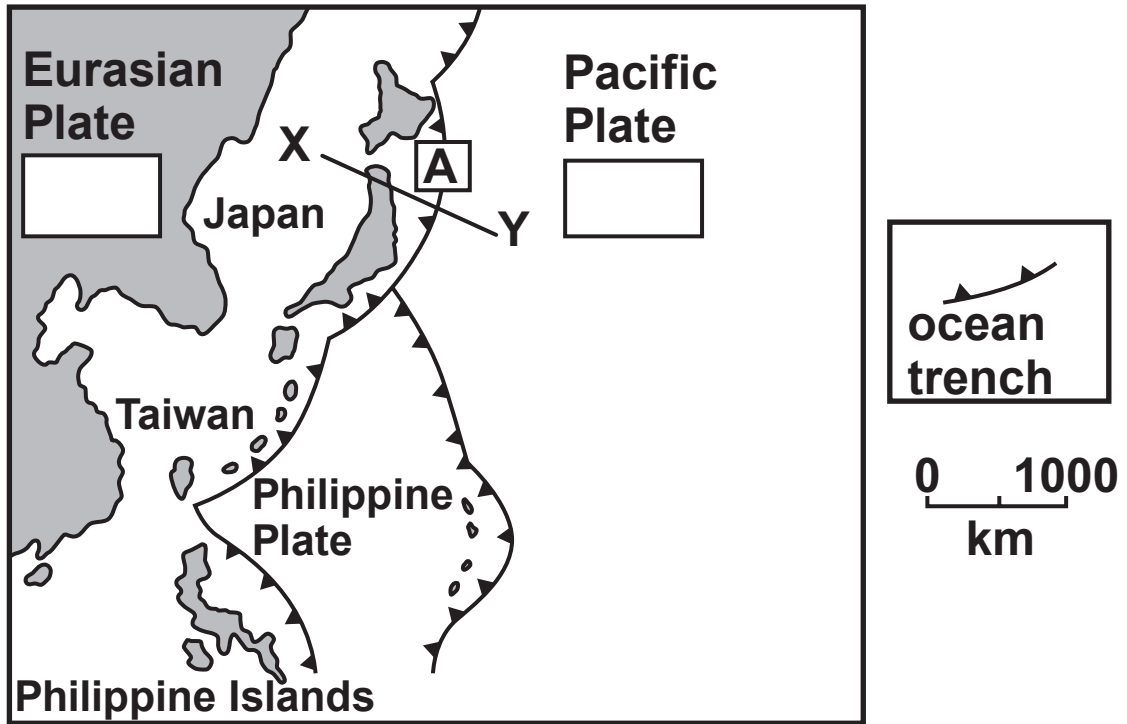 Eurasian
Plate
Pacific
Plate
X
A
Japan
Y
ocean
trench
Taiwan
0 1000
km
Philippine
Plate
Philippine Islands